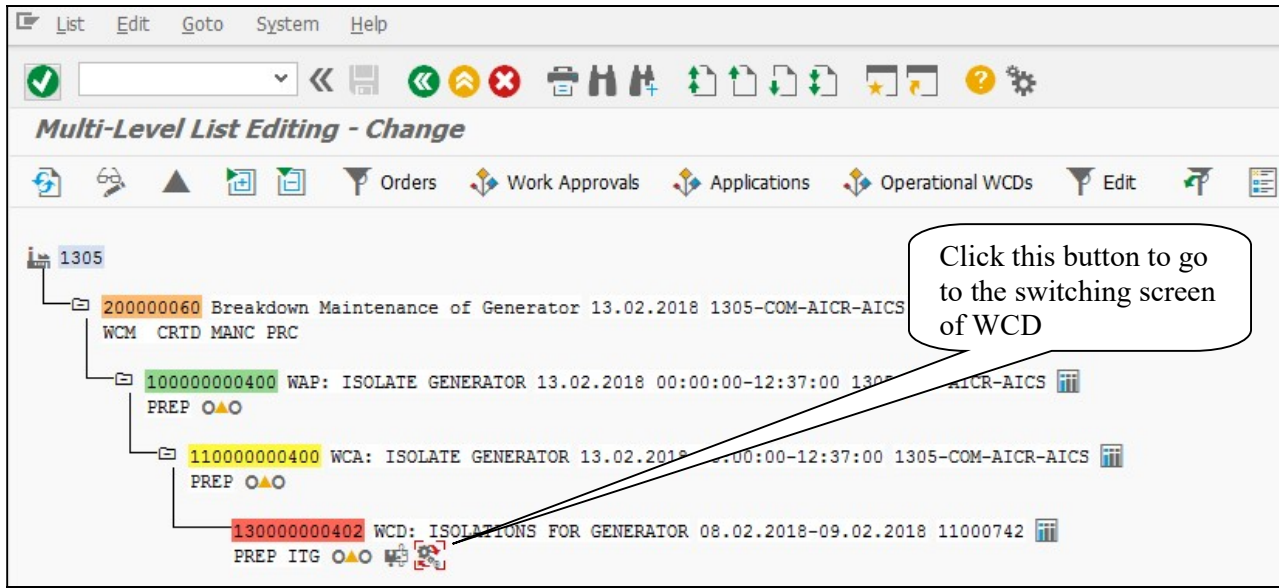 List Edit Goto System Help
Multi-Level List Editing - Change
Orders Work Approvals Applications Operational WCDs Edit
1305
Click this button to go
to the switching screen
of WCD
200000060 Breakdown Maintenance of Generator 13.02.2018 1305-COM-AICR-AICS
WCM CRTD MANC PRC
100000000400 WAP: ISOLATE GENERATOR 13.02.2018 00:00:00-12:37:00 AICR-AICS
PREP
110000000400 WCA: ISOLATE GENERATOR 13.02.2018 00:00-12:37:00 1305-COM-AICR-AICS
PREP
130000000402 WCD: ISOLATIONS FOR GENERATOR 08.02.2018-09.02.2018 11000742
PREP ITG